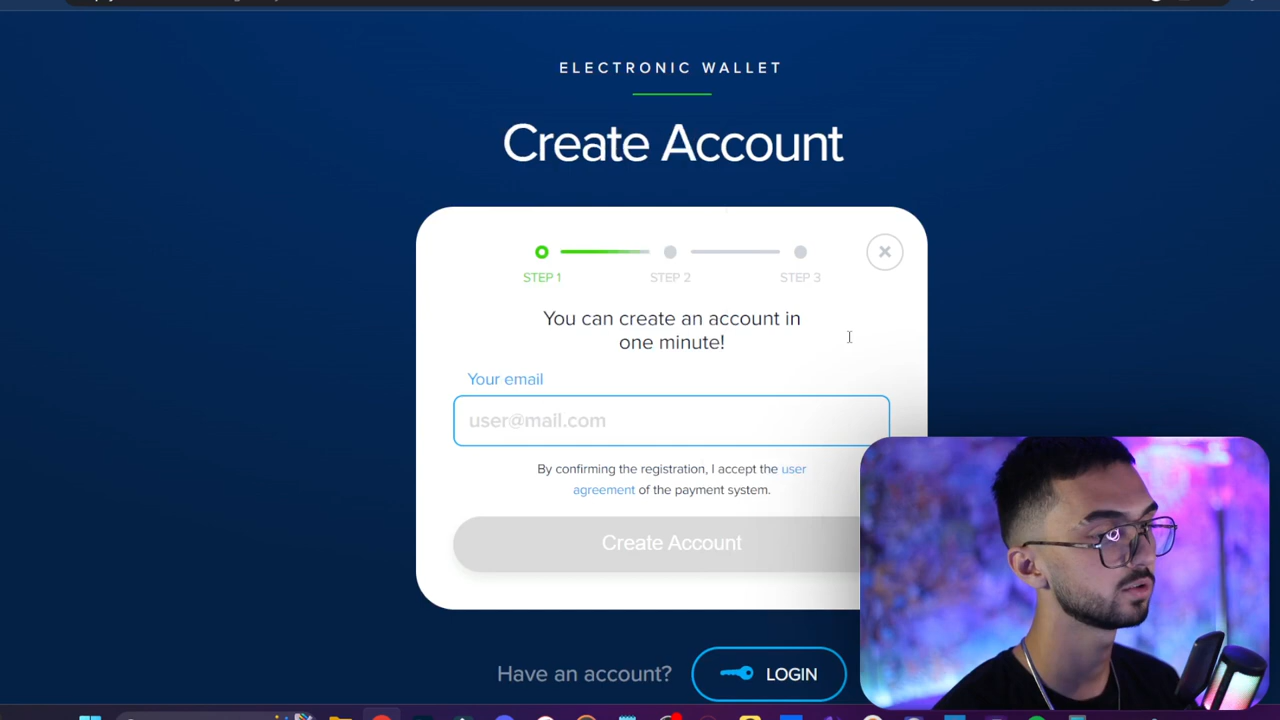 ELECTRONIC WALLET
Create Account
STEP 1
STEP 2
STEP 3
You can create an account in
one minute!
Your email
user@mail.com
By confirming the registration, I accept the user
agreement of the payment system.
Create Account
Have an account?
LOGIN